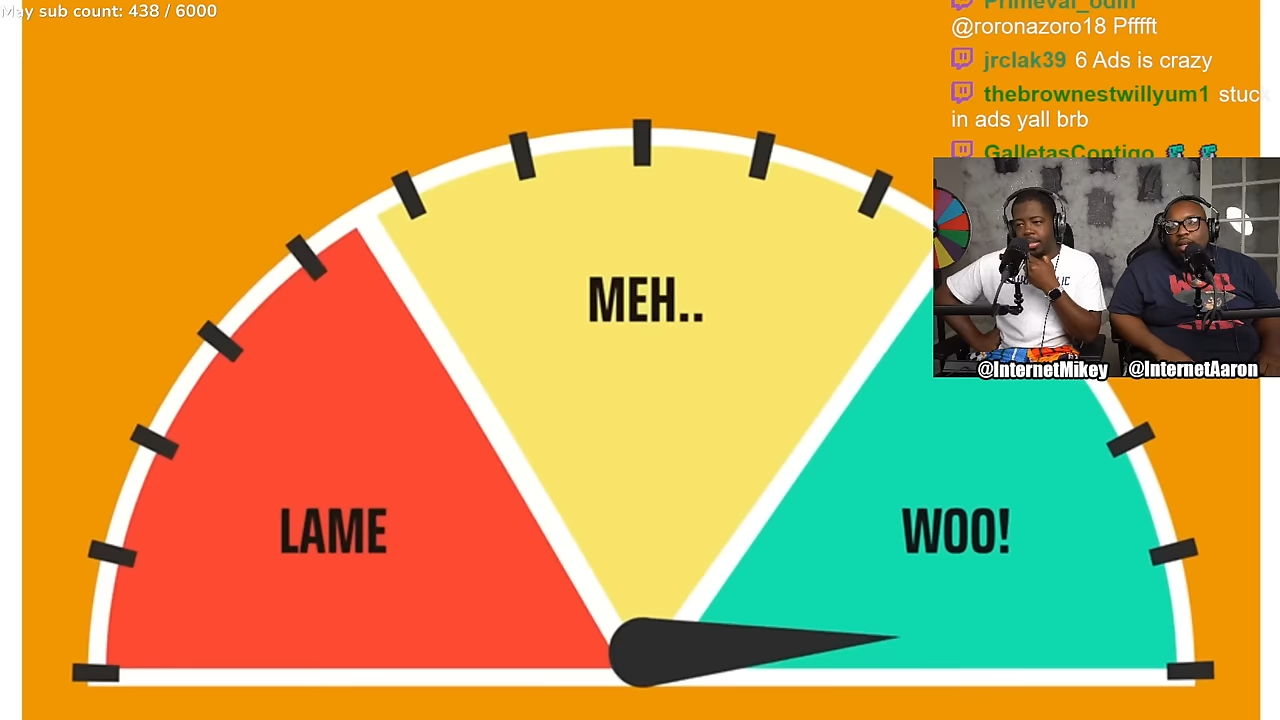 May sub count: 438 / 6000
Primeval_odin
@roronazoro18 Pfffft
jrclak39 6 Ads is crazy
thebrownestwillyum1 stuck
in ads yall brb
GalletasContigo
MEH..
LAME
WOO!
@InternetMikey
@InternetAaron